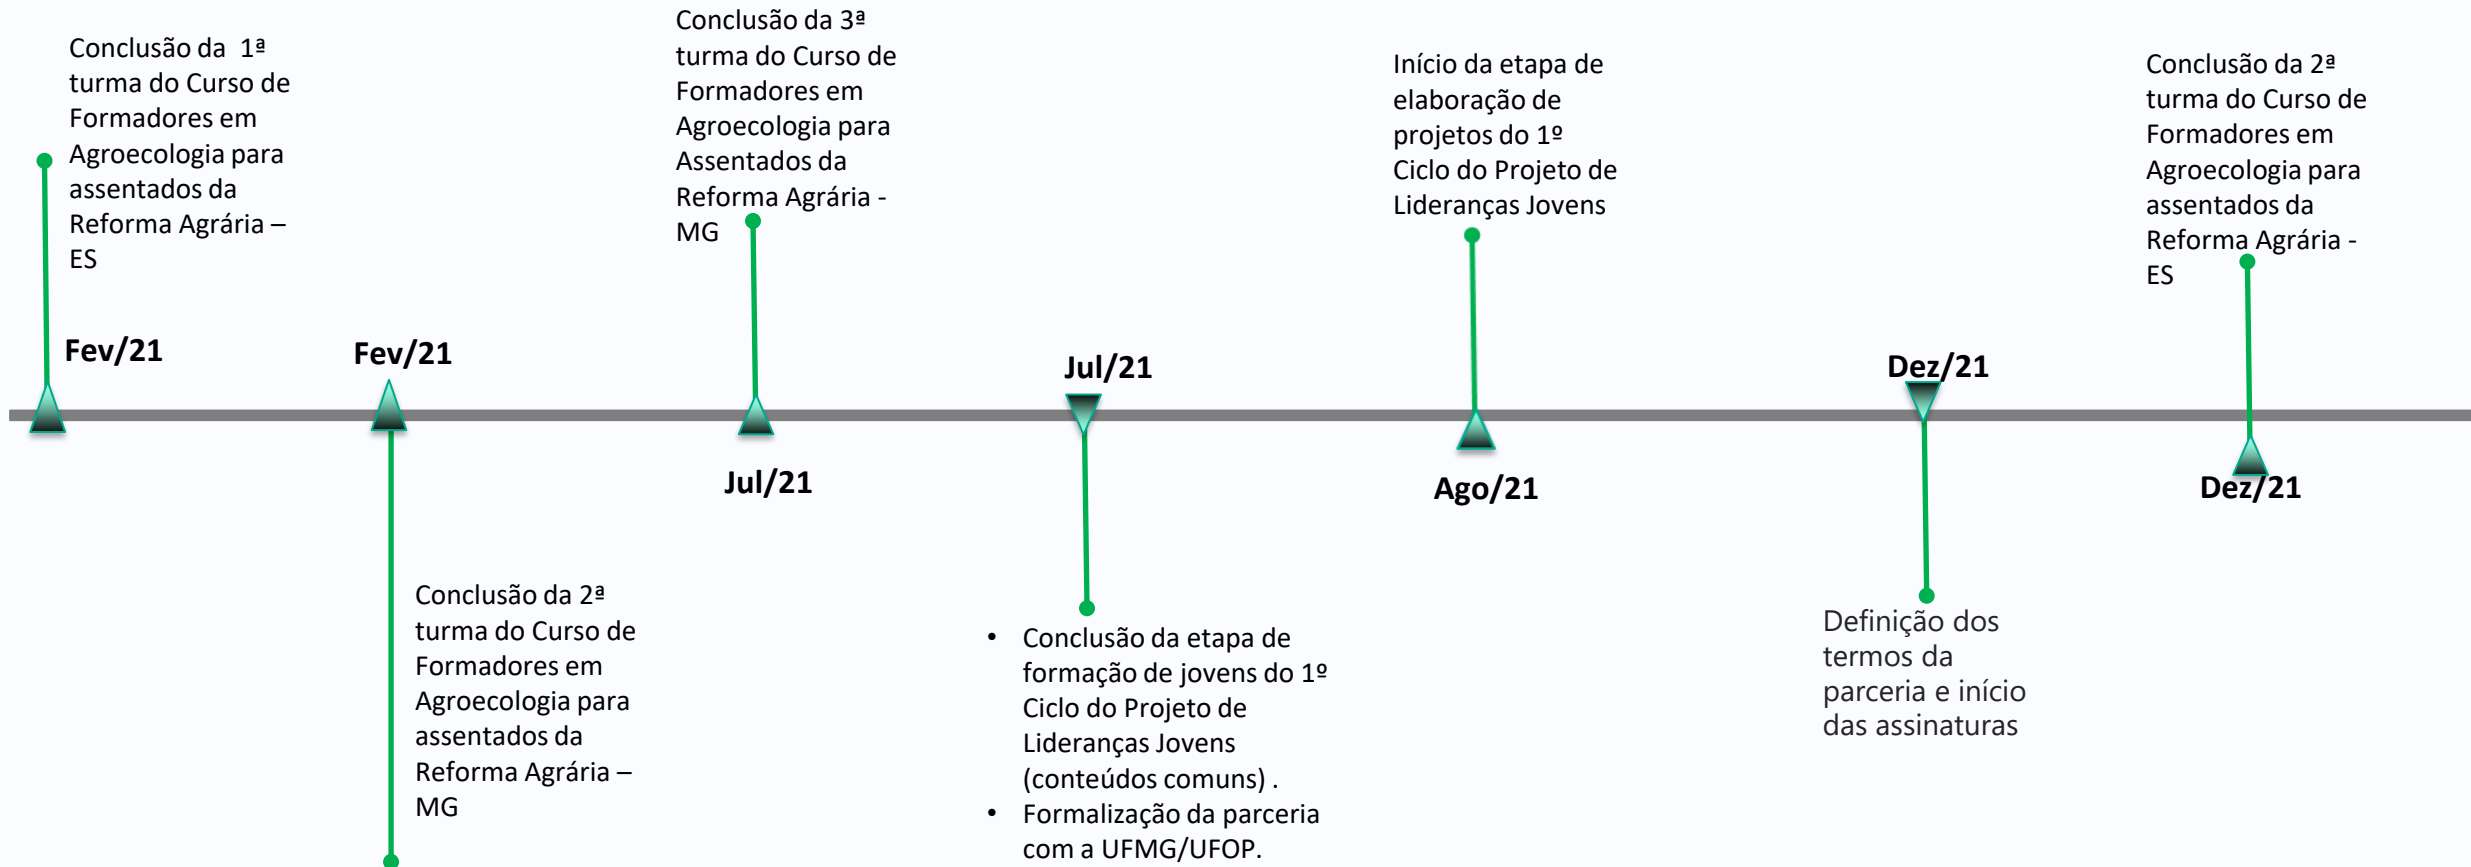 Conclusão da 1ª
turma do Curso de
Formadores em
Agroecologia para
assentados da
Reforma Agrária –
ES
Fev/21
Fev/21
Conclusão da 2ª
turma do Curso de
Formadores em
Agroecologia para
assentados da
Reforma Agrária –
MG
Conclusão da 3ª
turma do Curso de
Formadores em
Agroecologia para
Assentados da
Reforma Agrária -
MG
Jul/21
Jul/21
• Conclusão da etapa de
formação de jovens do 1º
Ciclo do Projeto de
Lideranças Jovens
(conteúdos comuns) .
• Formalização da parceria
com a UFMG/UFOP.
Início da etapa de
elaboração de
projetos do 1º
Ciclo do Projeto de
Lideranças Jovens
Ago/21
Dez/21
Definição dos
termos da
parceria e início
das assinaturas
Conclusão da 2ª
turma do Curso de
Formadores em
Agroecologia para
assentados da
Reforma Agrária -
ES
Dez/21